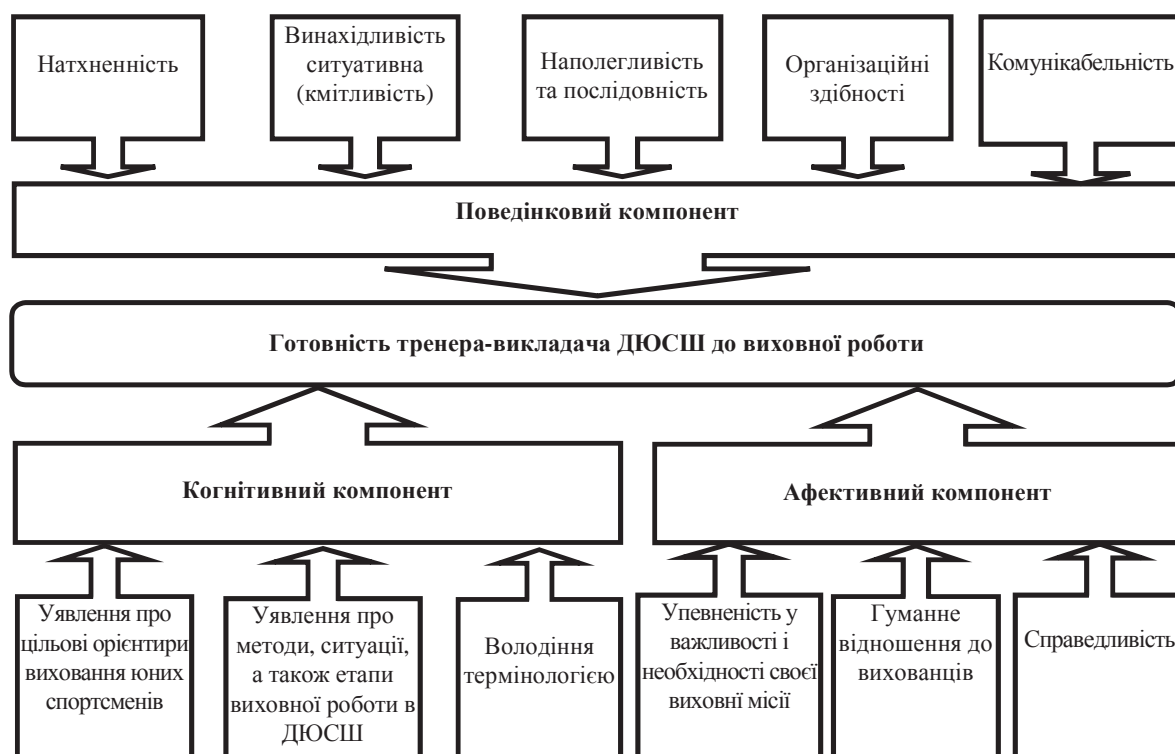 Натхненність
Винахідливість
ситуативна
(кмітливість)
Наполегливість
та послідовність
Організаційні
здібності
Комунікабельність
Поведінковий компонент
Готовність тренера-викладача ДЮСШ до виховної роботи
Когнітивний компонент
Афективний компонент
Уявлення про
цільові орієнтири
виховання юних
спортсменів
Уявлення про
методи, ситуації,
а також етапи
виховної роботи в
ДЮСШ
Володіння
термінологією
Упевненість у
важливості і
необхідності своєї
виховні місії
Гуманне
відношення до
вихованців
Справедливість